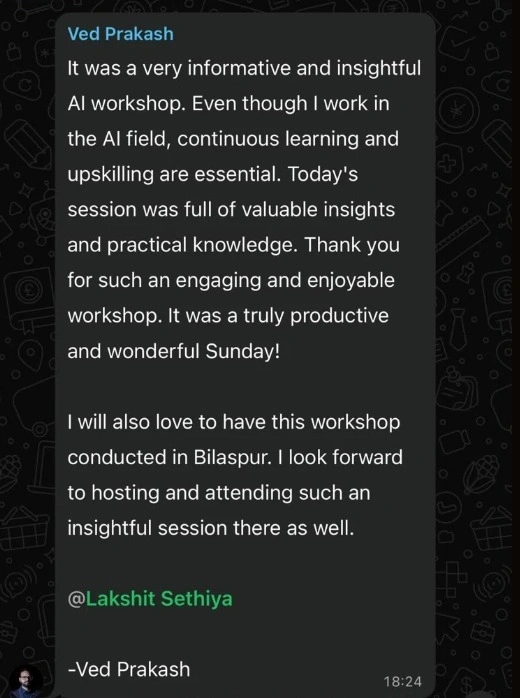 Ved Prakash
It was a very informative and insightful
AI workshop. Even though I work in
the AI field, continuous learning and
upskilling are essential. Today's
session was full of valuable insights
and practical knowledge. Thank you
for such an engaging and enjoyable
workshop. It was a truly productive
and wonderful Sunday!
I will also love to have this workshop
conducted in Bilaspur. I look forward
to hosting and attending such an
insightful session there as well.
@Lakshit Sethiya
-Ved Prakash
18:24